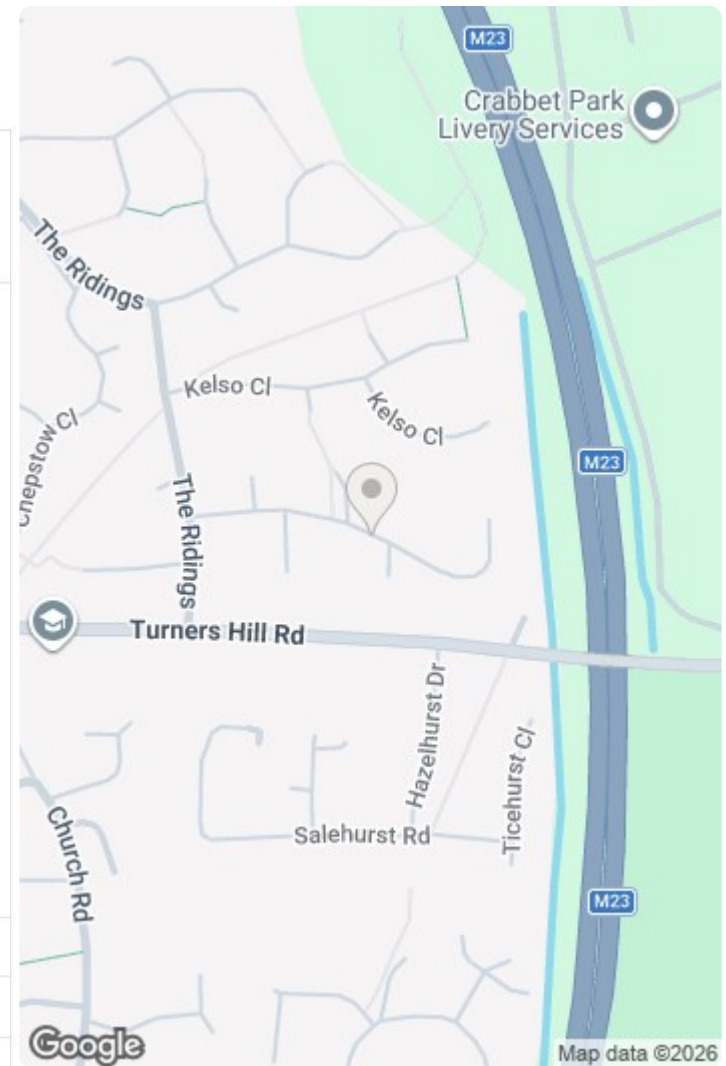 M23
Crabbet Park
Livery Services
The Ridings
Kelso Cl
Kelso Cl
Chepstow Cl
M23
The Ridings
Turners Hill Rd
Hazelhurst Dr
Ticehurst Cl
Salehurst Rd
Church Rd
M23
Google
Map data ©2026